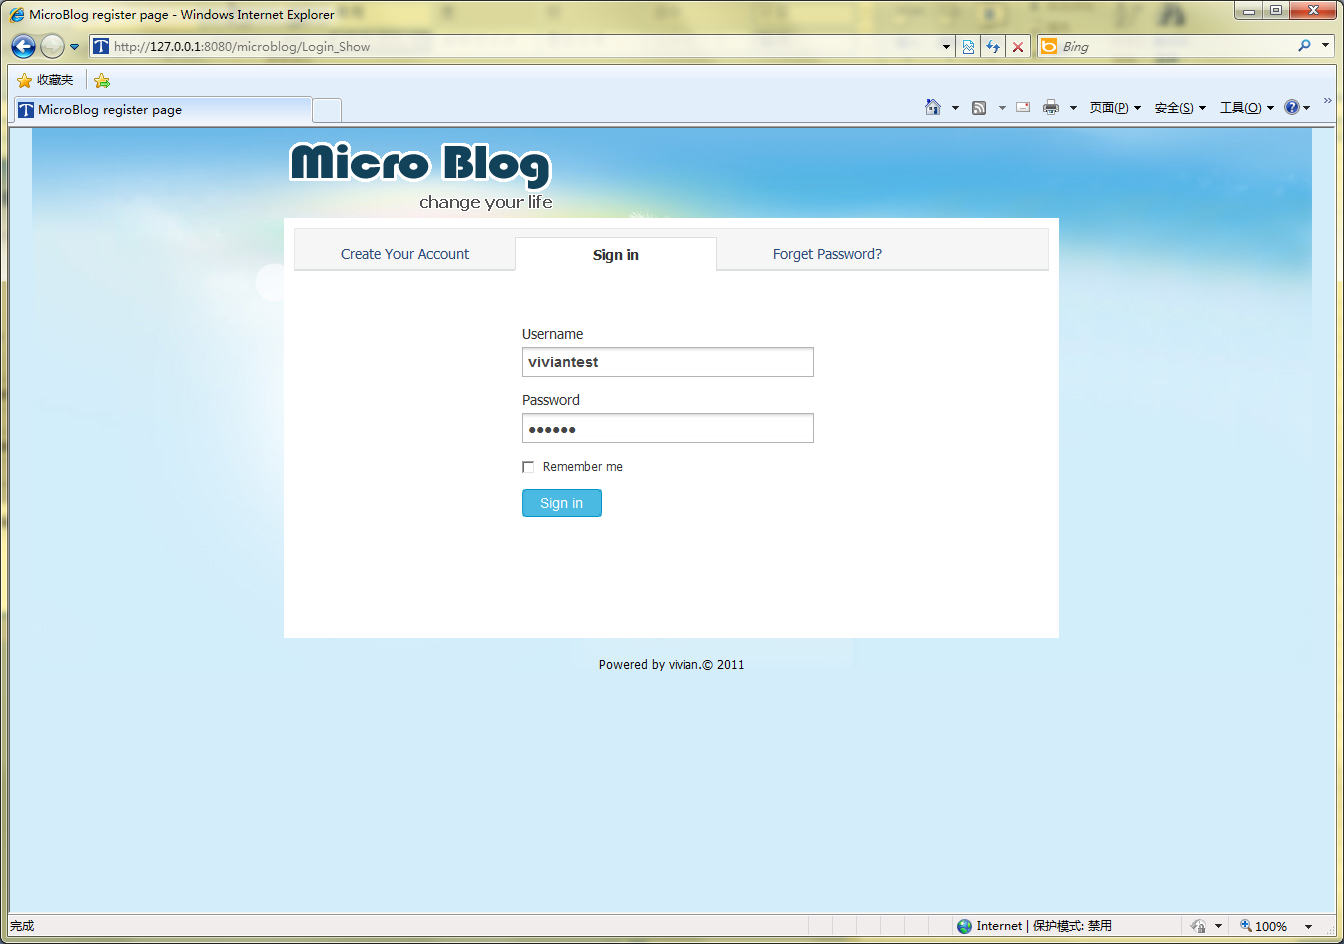 MicroBlog register page - Windows Internet Explorer
http://127.0.0.1:8080/microblog/Login_Show
Bing
收藏夹
MicroBlog register page
页面(P) 安全(S) 工具(O)
Micro Blog
change your life
Create Your Account Sign in Forget Password?
Username
viviantest
Password
Remember me
Sign in
Powered by vivian.© 2011
完成 Internet | 保护模式: 禁用 100%